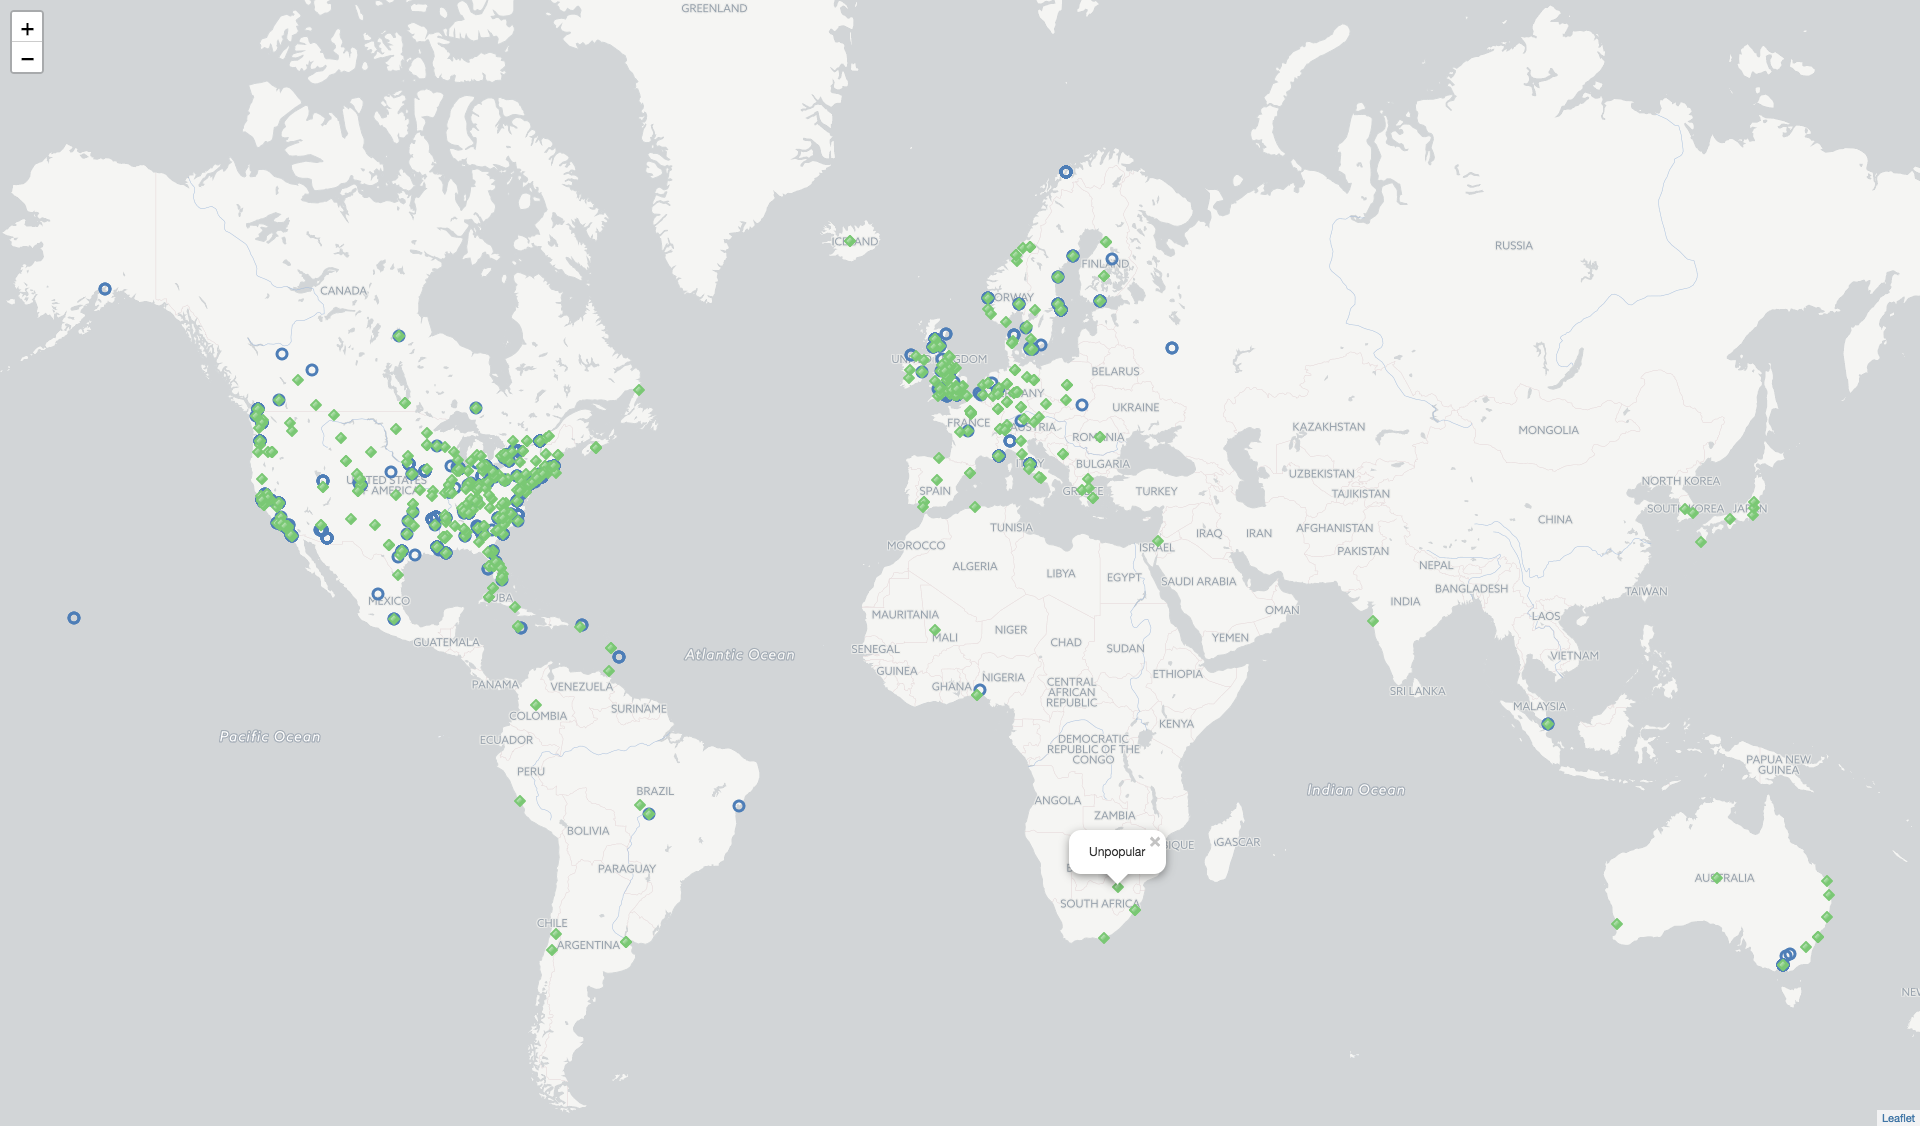 +
−
GREENLAND
ICELAND
RUSSIA
FINLAND
CANADA
NORWAY
UNITED KINGDOM
BELARUS
GERMANY
UKRAINE
FRANCE
AUSTRIA
KAZAKHSTAN
MONGOLIA
ROMANIA
ITALY
BULGARIA
UZBEKISTAN
UNITED STATES
AMERICA
SPAIN
GREECE
TURKEY
TAJIKISTAN
NORTH KOREA
SOUTH KOREA
JAPAN
CHINA
TUNISIA
AFGHANISTAN
IRAQ
IRAN
MOROCCO
ISRAEL
PAKISTAN
ALGERIA
LIBYA
EGYPT
NEPAL
SAUDI ARABIA
BANGLADESH
TAIWAN
MEXICO
CUBA
INDIA
OMAN
MAURITANIA
LAOS
NIGER
MALI
YEMEN
GUATEMALA
CHAD
SUDAN
SENEGAL
Atlantic Ocean
VIETNAM
GUINEA
NIGERIA
ETHIOPIA
PANAMA
VENEZUELA
GHANA
CENTRAL
AFRICAN
REPUBLIC
SRI LANKA
SURINAME
MALAYSIA
COLOMBIA
KENYA
Pacific Ocean
ECUADOR
DEMOCRATIC
REPUBLIC OF THE
CONGO
PAPUA NEW
GUINEA
PERU
BRAZIL
Indian Ocean
ANGOLA
ZAMBIA
BOLIVIA
×
IQUE
AGASCAR
Unpopular
PARAGUAY
AUSTRALIA
SOUTH AFRICA
CHILE
ARGENTINA
NEW
Leaflet